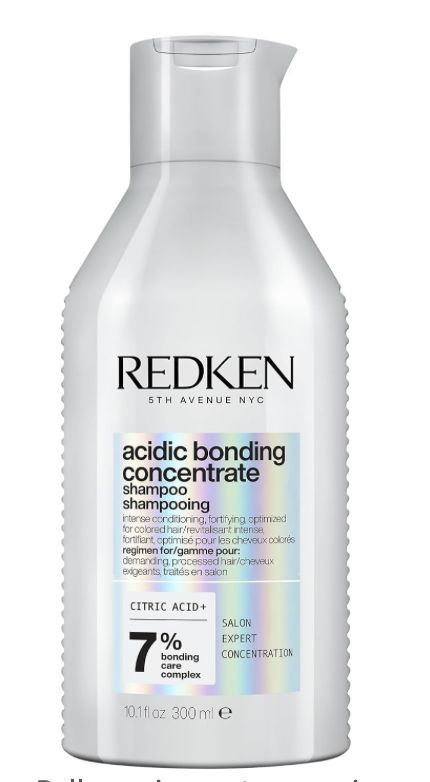 REDKEN
5TH AVENUE NYC
acidic bonding
concentrate
shampoo
shampooing
intense conditioning, fortifying, optimized
for colored hair/revitalisant intense,
fortifiant, optimisé pour les cheveux colorés
regimen for/gamme pour:
demanding, processed hair/cheveux
exigeants, traités en salon
CITRIC ACID+
7%
bonding
care
complex
SALON
EXPERT
CONCENTRATION
10.1 fl oz 300 ml ℮